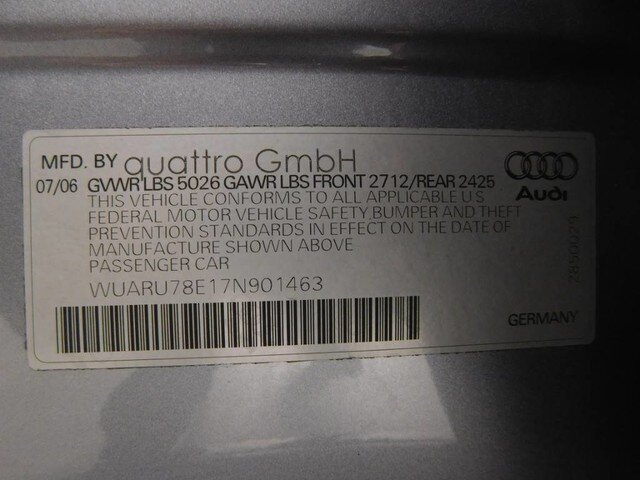 MFD. BY quattro GmbH
07/06 GVWR LBS 5026 GAWR LBS FRONT 2712/REAR 2425
THIS VEHICLE CONFORMS TO ALL APPLICABLE U S
FEDERAL MOTOR VEHICLE SAFETY BUMPER AND THEFT
PREVENTION STANDARDS IN EFFECT ON THE DATE OF
MANUFACTURE SHOWN ABOVE
PASSENGER CAR
WUARU78E17N901463
Audi
GERMANY